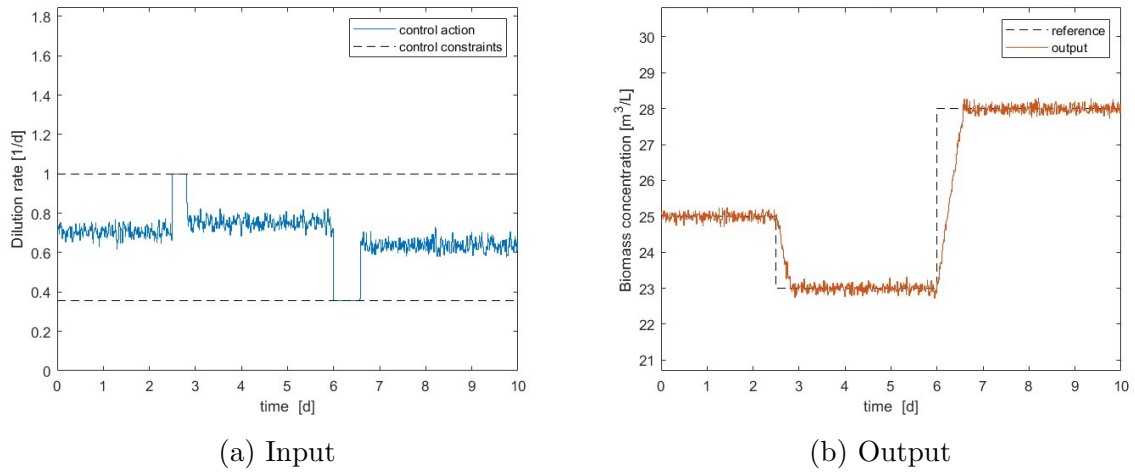 control action
control constraints
1.8
1.6
1.4
1.2
1
0.8
0.6
0.4
0.2
0
Dilution rate [1/d]
0 1 2 3 4 5 6 7 8 9 10
time [d]
(a) Input
reference
output
30
29
28
27
26
25
24
23
22
21
Biomass concentration [m³/L]
0 1 2 3 4 5 6 7 8 9 10
time [d]
(b) Output